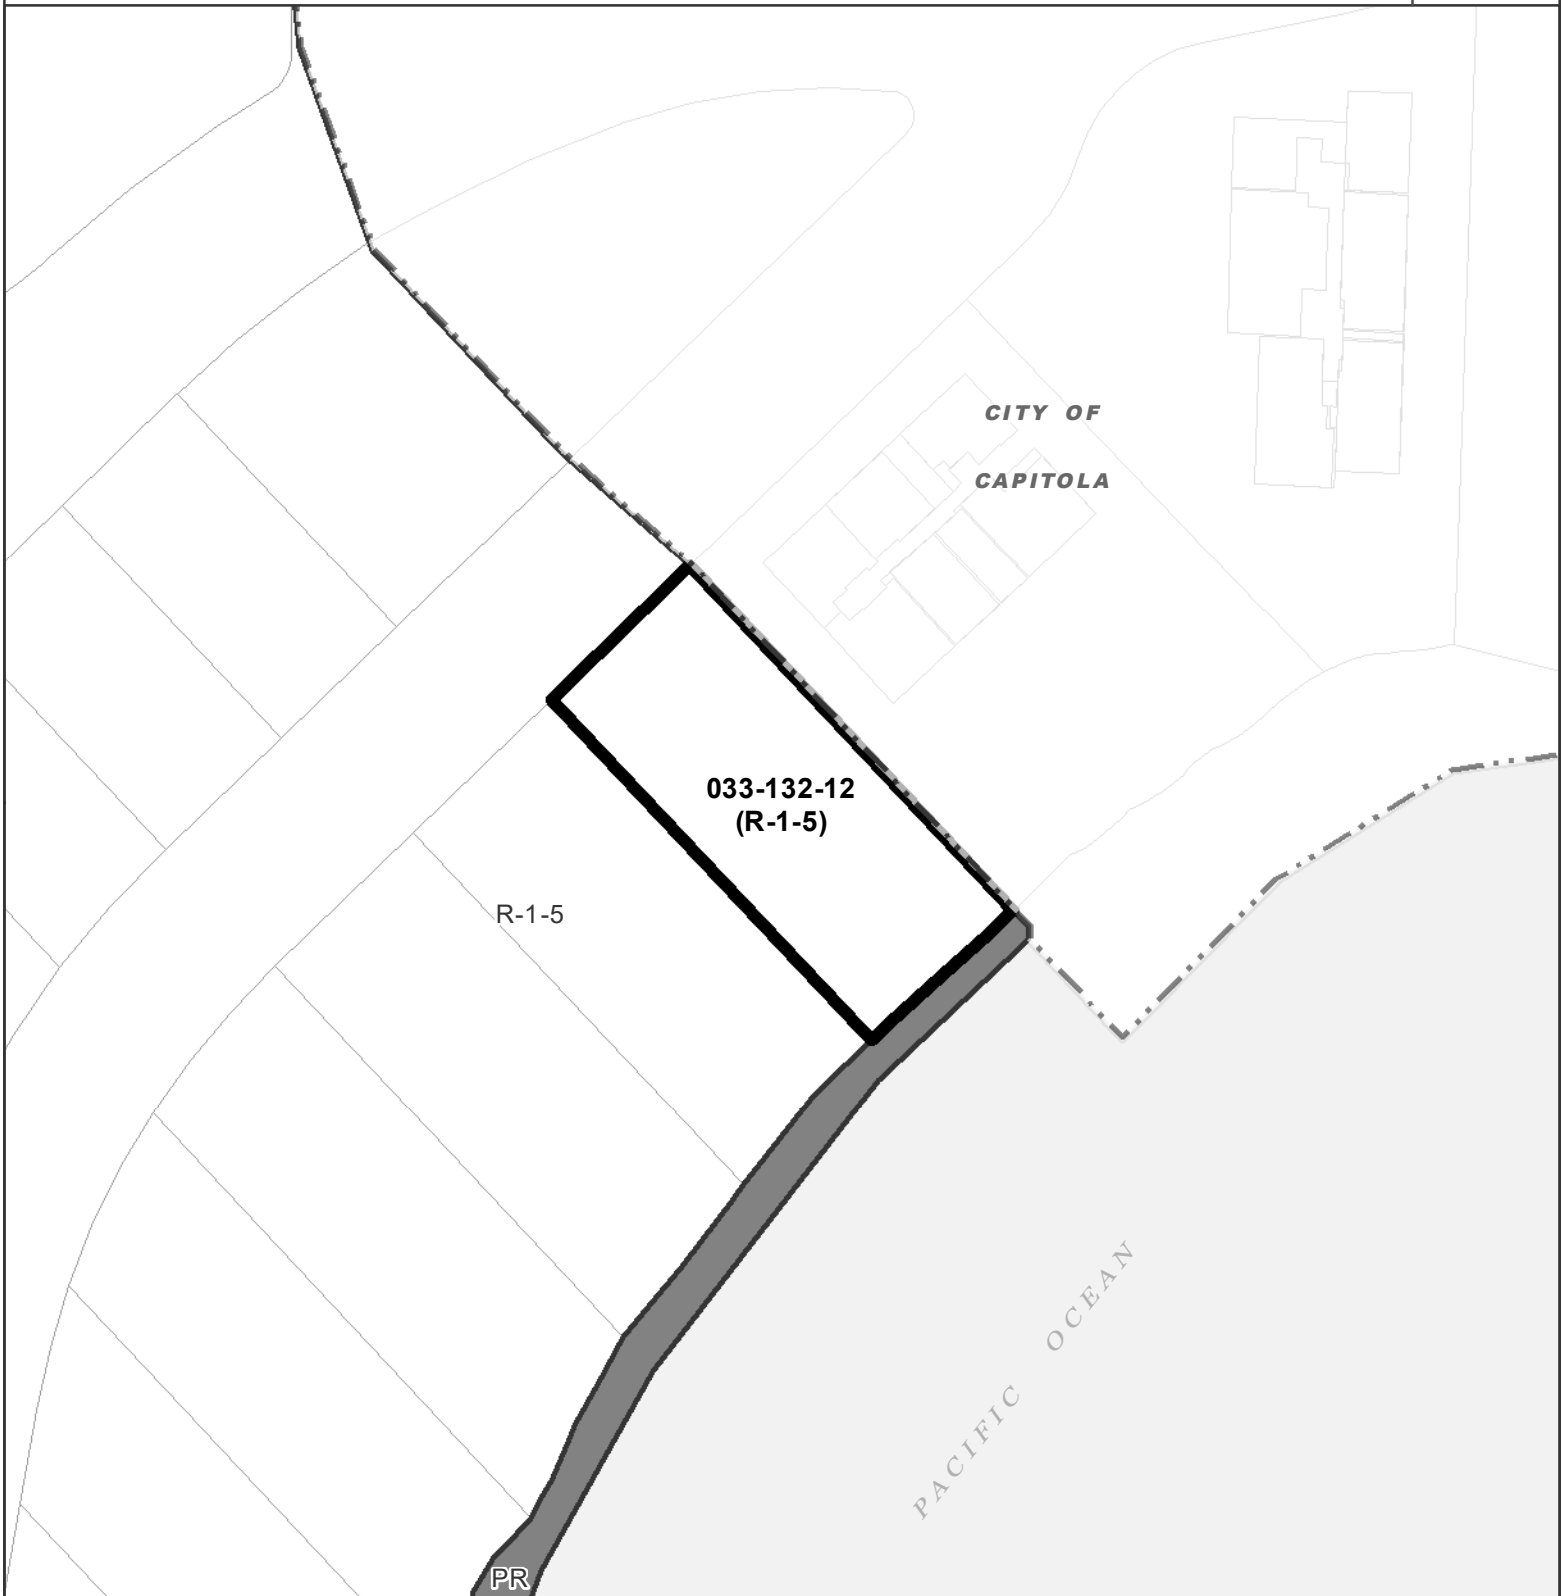 CITY OF
CAPITOLA
033-132-12
(R-1-5)
R-1-5
PACIFIC OCEAN
PR